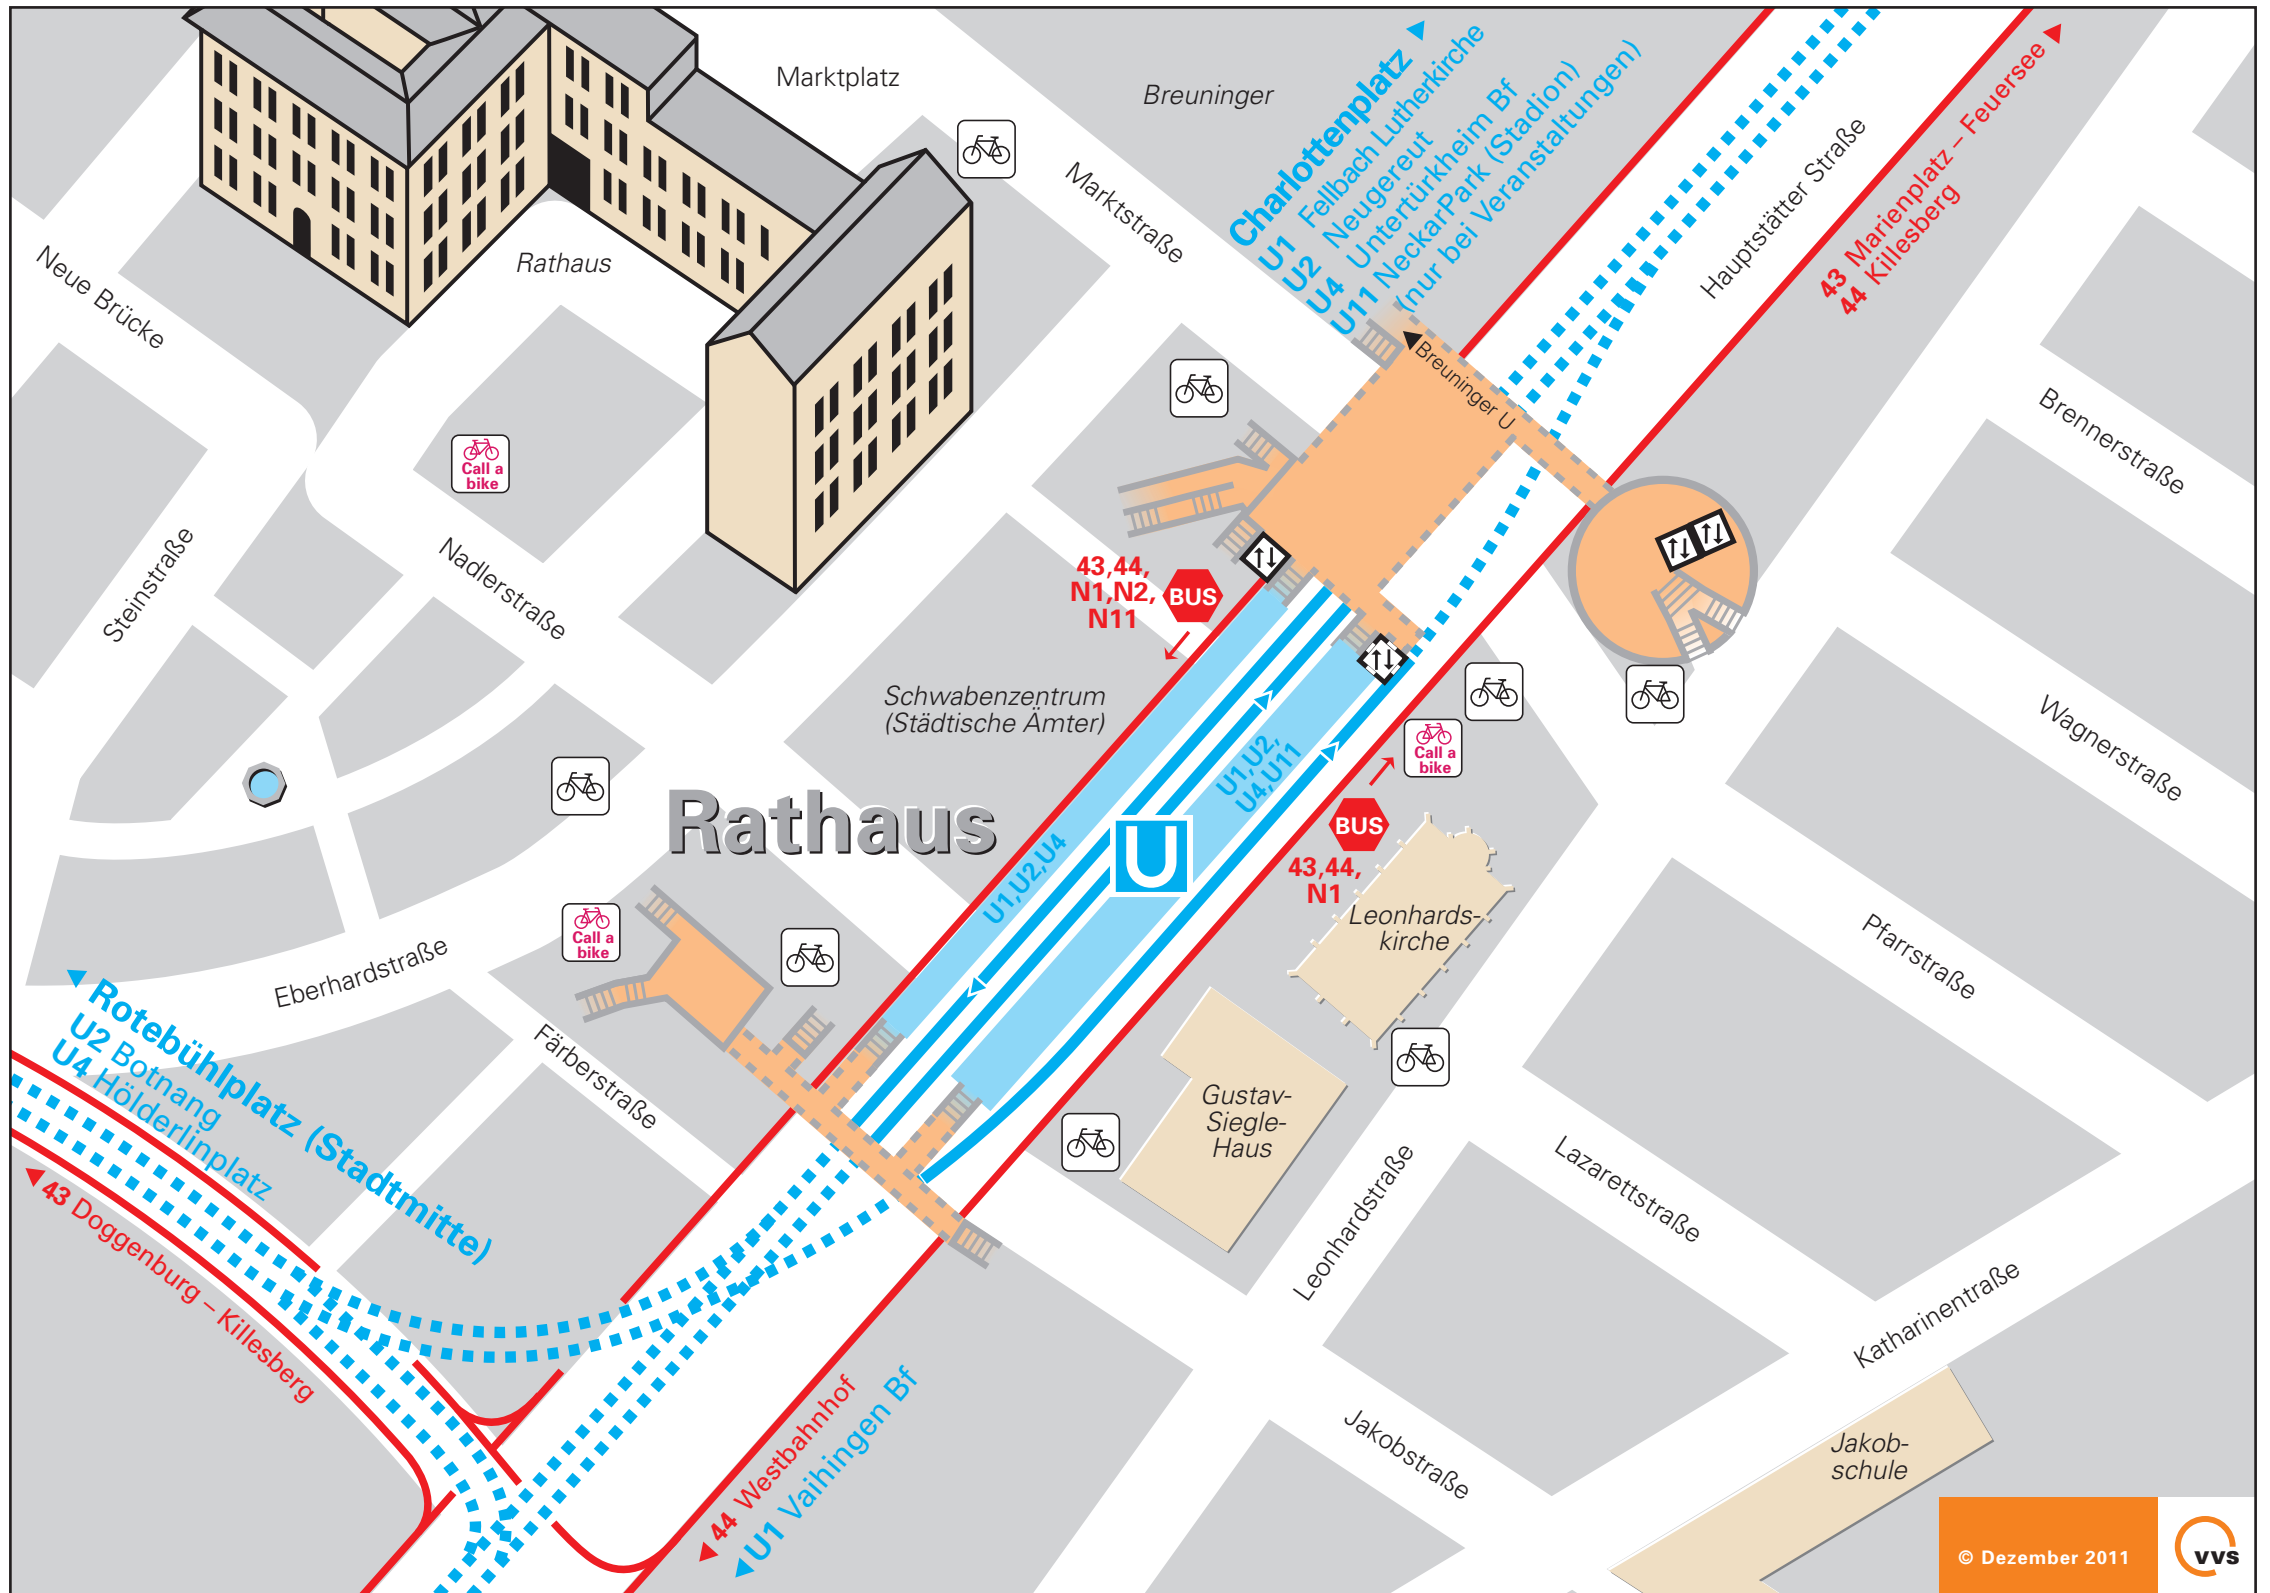 Marktplatz
Breuninger
Marktstraße
Charlottenplatz
U1 Fellbach Lutherkirche
U2 Neugereut
U4 Untertürkheim Bf
U11 NeckarPark (Stadion)
(nur bei Veranstaltungen)
Hauptstätter Straße
43 Marienplatz – Feuersee
44 Killesberg
Neue Brücke
Rathaus
Breuninger U
Brennerstraße
Call a
bike
Steinstraße
Nadlerstraße
43,44,
N1,N2,
N11
BUS
Schwabenzentrum
(Städtische Ämter)
Wagnerstraße
Call a
bike
U1,U2,
U4,U11
Rathaus
U1,U2,U4
U
BUS
43,44,
N1
Leonhards-
kirche
Pfarrstraße
Call a
bike
Eberhardstraße
Färberstraße
Rotebühlplatz (Stadtmitte)
U2 Botnang
U4 Hölderlinplatz
43 Doggenburg – Killesberg
Gustav-
Siegle-
Haus
Leonhardstraße
Lazarettstraße
Katharinentraße
44 Westbahnhof
U1 Vaihingen Bf
Jakobstraße
Jakob-
schule
© Dezember 2011
vvs